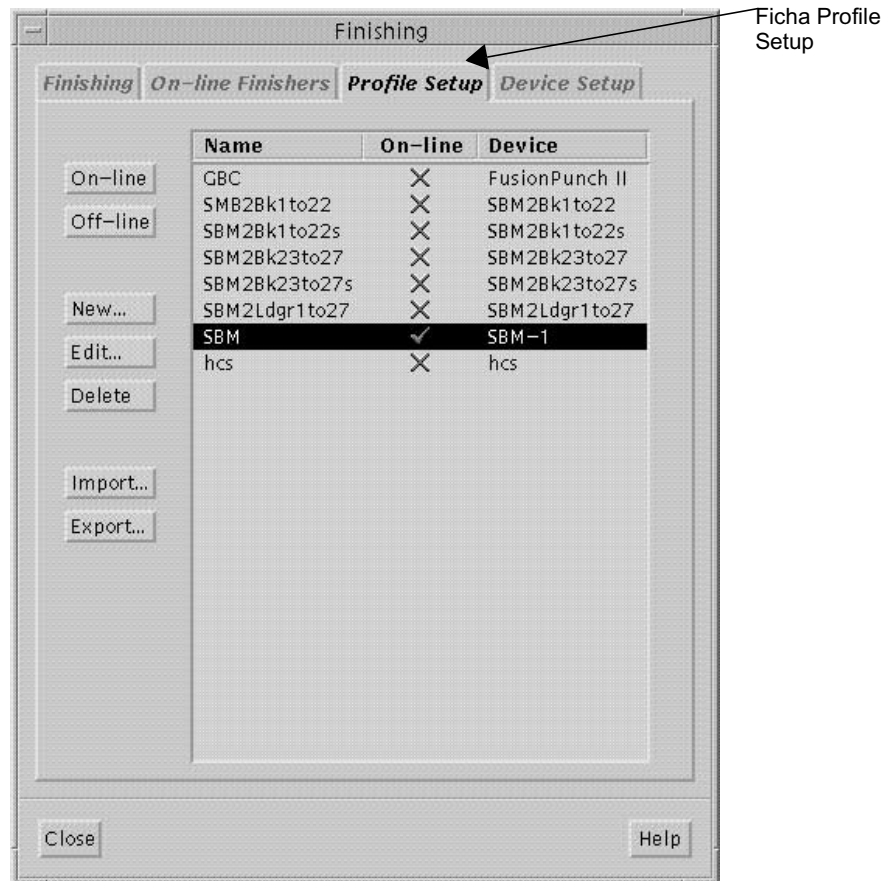 Finishing
Ficha Profile
Setup
Finishing On-line Finishers Profile Setup Device Setup
Name On-line Device
On-line
Off-line
New...
Edit...
Delete
Import...
Export...
GBC FusionPunch II
SMB2Bk1to22 SBM2Bk1to22
SBM2Bk1to22s SBM2Bk1to22s
SBM2Bk23to27 SBM2Bk23to27
SBM2Bk23to27s SBM2Bk23to27s
SBM2Ldgr1to27 SBM2Ldgr1to27
SBM SBM-1
hcs hcs
Close Help